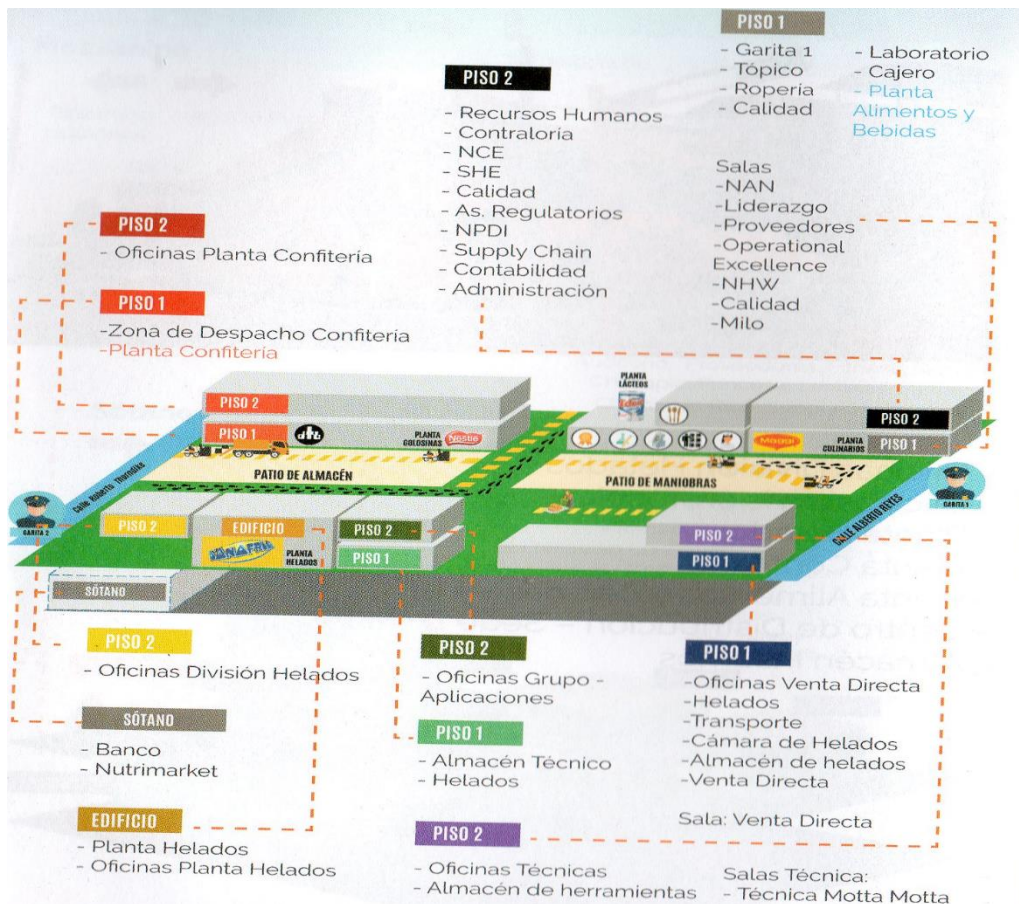 PISO 1
- Garita 1
- Tópico
- Ropería
- Calidad
- Laboratorio
- Cajero
- Planta
Alimentos y
Bebidas
Salas
-NAN
-Liderazgo
-Proveedores
-Operational
Excellence
-NHW
-Calidad
-Milo
PISO 2
- Recursos Humanos
- Contraloría
- NCE
- SHE
- Calidad
- As. Regulatorios
- NPDI
- Supply Chain
- Contabilidad
- Administración
PISO 2
- Oficinas Planta Confitería
PISO 1
-Zona de Despacho Confitería
-Planta Confitería
PISO 2
PISO 1
PLANTA
GOLOSINAS
Nestlé
PLANTA
LÁCTEOS
Maggi
PLANTA
CULINARIOS
PISO 2
PISO 1
PATIO DE ALMACÉN
PATIO DE MANIOBRAS
Calle Roberto Thorndike
CALLE ALBERTO REYES
GARITA 2
GARITA 1
PISO 2
EDIFICIO
PLANTA
HELADOS
PISO 2
PISO 1
PISO 2
PISO 1
SÓTANO
PISO 2
- Oficinas División Helados
SÓTANO
- Banco
Nutrimarket
EDIFICIO
- Planta Helados
- Oficinas Planta Helados
PISO 2
- Oficinas Grupo -
Aplicaciones
PISO 1
- Almacén Técnico
- Helados
PISO 2
- Oficinas Técnicas
- Almacén de herramientas
Salas Técnica:
- Técnica Motta Motta
PISO 1
-Oficinas Venta Directa
-Helados
-Transporte
-Cámara de Helados
-Almacén de helados
-Venta Directa
Sala: Venta Directa